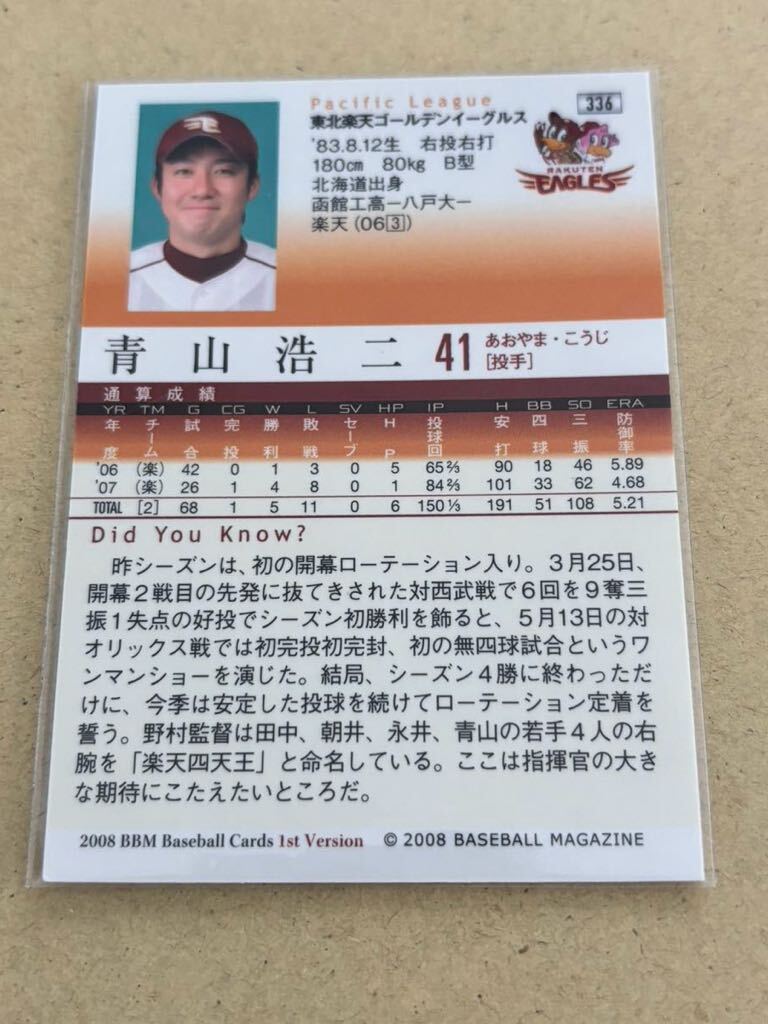 Pacific League
336
東北楽天ゴールデンイーグルス
'83.8.12生 右投右打
180cm 80kg B型
北海道出身
函館工高ー八戸大ー
楽天(06③)
RAKUTEN
EAGLES
青山浩二 41 あおやま・こうじ
[投手]
通算成績
YR TM G CG W L SV HP IP H BB SO ERA
年度 チーム 試合 完投 勝利 敗戦 セーブ HP 投球回 安打 四球 三振 防御率
'06 (楽) 42 0 1 3 0 5 65⅔ 90 18 46 5.89
'07 (楽) 26 1 4 8 0 1 84⅔ 101 33 62 4.68
TOTAL [2] 68 1 5 11 0 6 150⅓ 191 51 108 5.21
Did You Know?
昨シーズンは、初の開幕ローテーション入り。3月25日、
開幕2戦目の先発に抜てきされた対西武戦で6回を9奪三
振1失点の好投でシーズン初勝利を飾ると、5月13日の対
オリックス戦では初完投初完封、初の無四球試合というワ
ンマンショーを演じた。結局、シーズン4勝に終わっただ
けに、今季は安定した投球を続けてローテーション定着を
誓う。野村監督は田中、朝井、永井、青山の若手4人の右
腕を「楽天四天王」と命名している。ここは指揮官の大き
な期待にこたえたいところだ。
2008 BBM Baseball Cards 1st Version © 2008 BASEBALL MAGAZINE